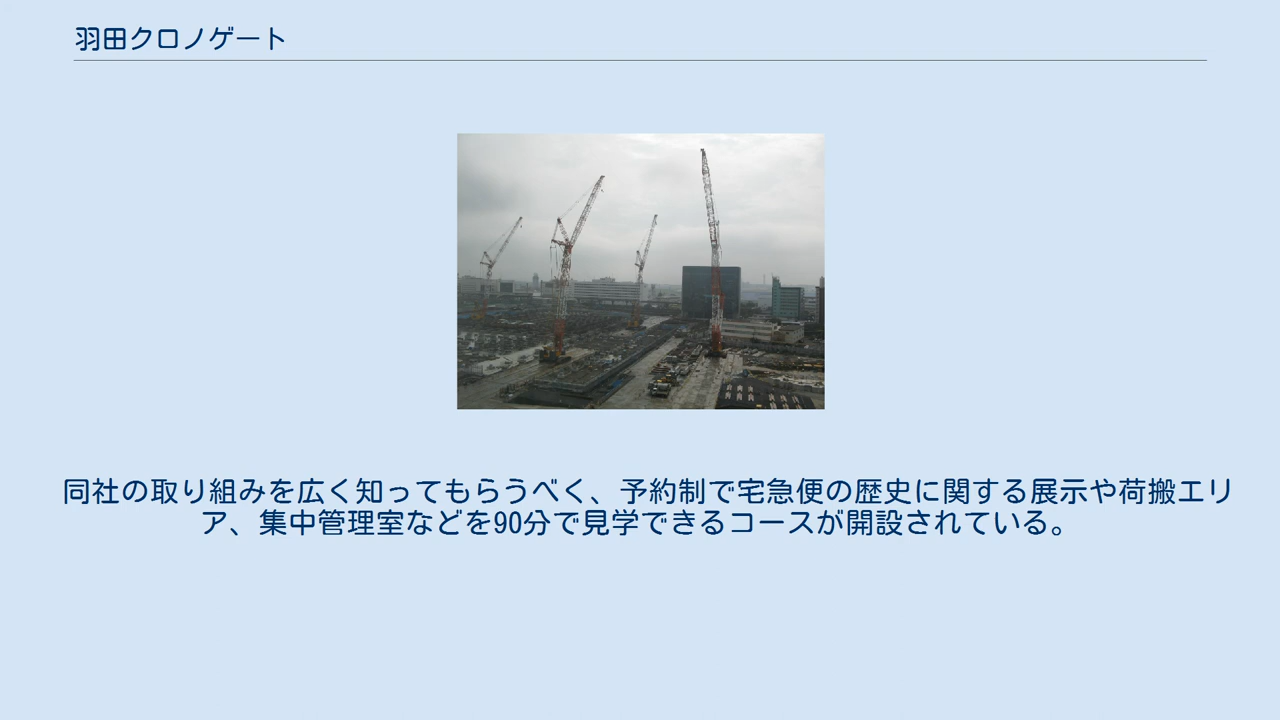 羽田クロノゲート
同社の取り組みを広く知ってもらうべく、予約制で宅急便の歴史に関する展示や荷搬エリ
ア、集中管理室などを90分で見学できるコースが開設されている。